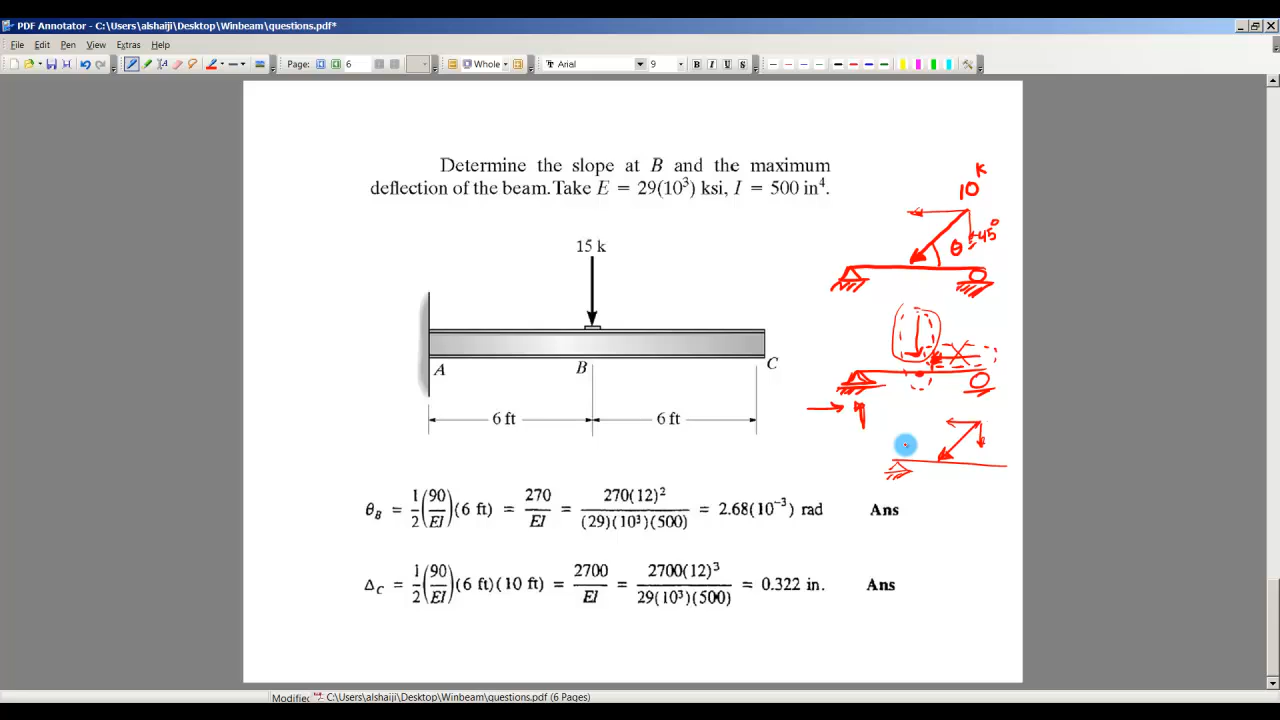 PDF Annotator - C:\Users\alshaiji\Desktop\Winbeam\questions.pdf*
File Edit Pen View Extras Help
Page: 6 Whole Arial 9 B I U S
Determine the slope at B and the maximum
deflection of the beam. Take E = 29(10³) ksi, I = 500 in⁴.
10 k
45°
θ
15 k
A B C
6 ft 6 ft
θ_B = 1/2 (90/EI) (6 ft) = 270/EI = 270(12)²/(29)(10³)(500) = 2.68(10⁻³) rad Ans
Δ_C = 1/2 (90/EI) (6 ft)(10 ft) = 2700/EI = 2700(12)³/29(10³)(500) = 0.322 in. Ans
Modified C:\Users\alshaiji\Desktop\Winbeam\questions.pdf (6 Pages)